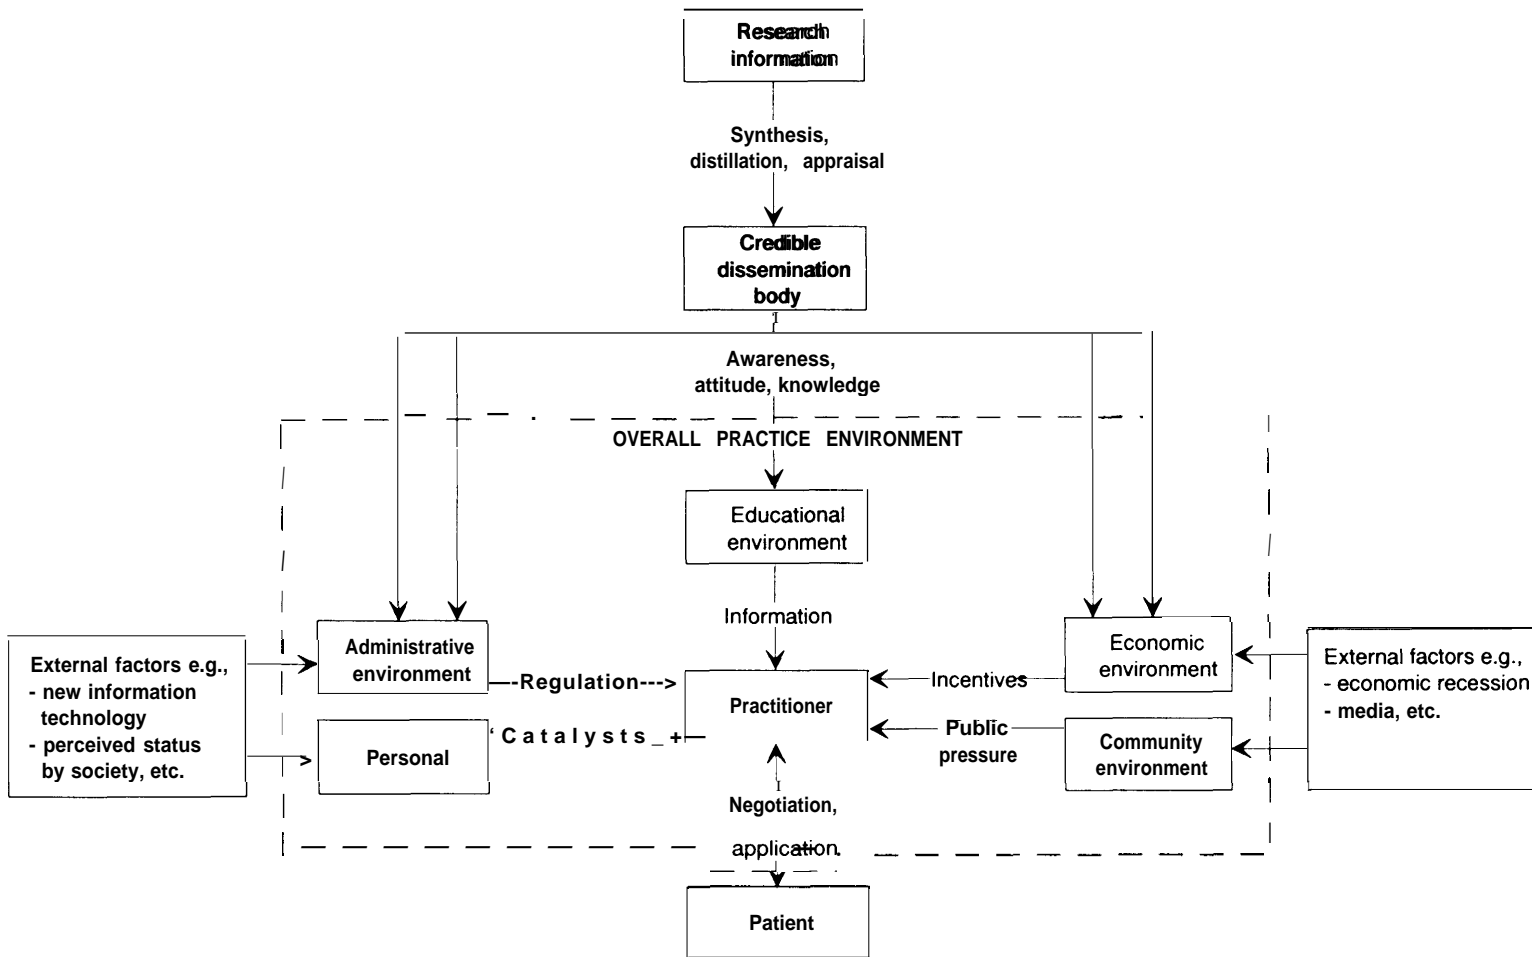 Research
information
Synthesis,
distillation, appraisal
Credible
dissemination
body
Awareness,
attitude, knowledge
OVERALL PRACTICE ENVIRONMENT
Educational
environment
Information
Administrative
environment
External factors e.g.,
- new information
technology
- perceived status
by society, etc.
Regulation
Practitioner
Incentives
Economic
environment
External factors e.g.,
- economic recession
- media, etc.
Personal
Catalysts
Public
pressure
Community
environment
Negotiation,
application
Patient